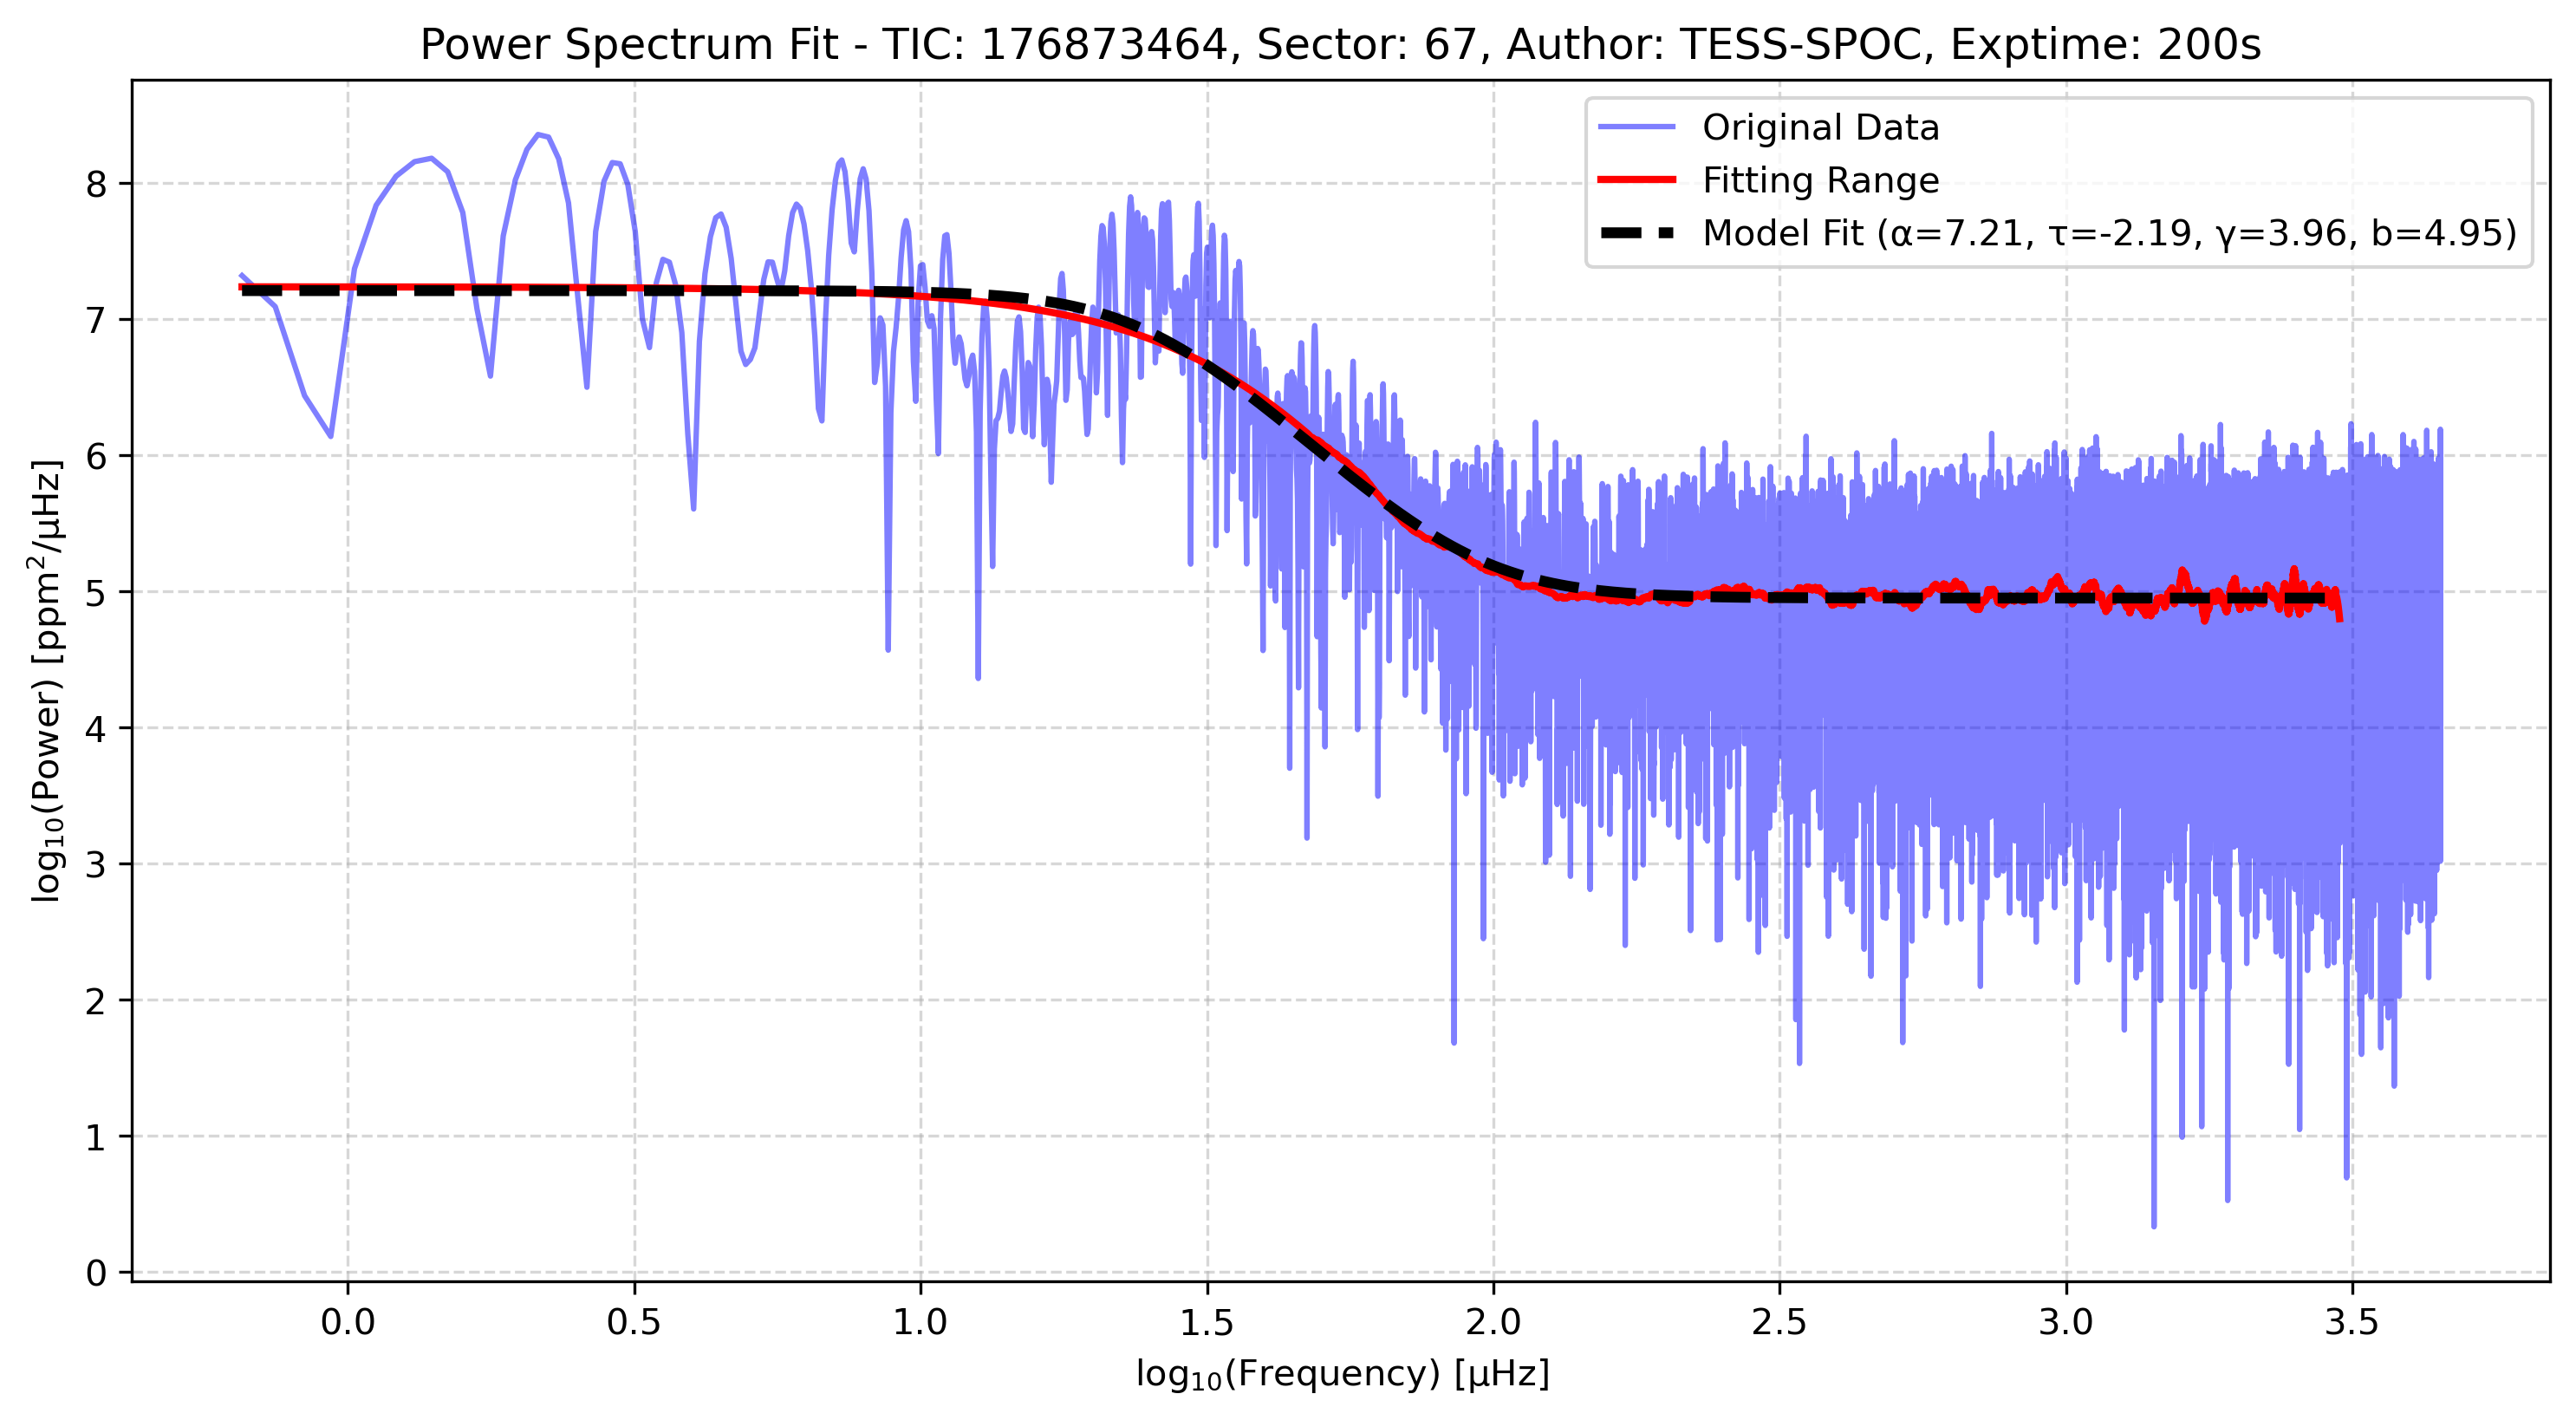 Power Spectrum Fit - TIC: 176873464, Sector: 67, Author: TESS-SPOC, Exptime: 200s
Original Data
Fitting Range
Model Fit (α=7.21, τ=-2.19, γ=3.96, b=4.95)
log₁₀(Power) [ppm²/μHz]
8
7
6
5
4
3
2
1
0
0.0 0.5 1.0 1.5 2.0 2.5 3.0 3.5
log₁₀(Frequency) [μHz]